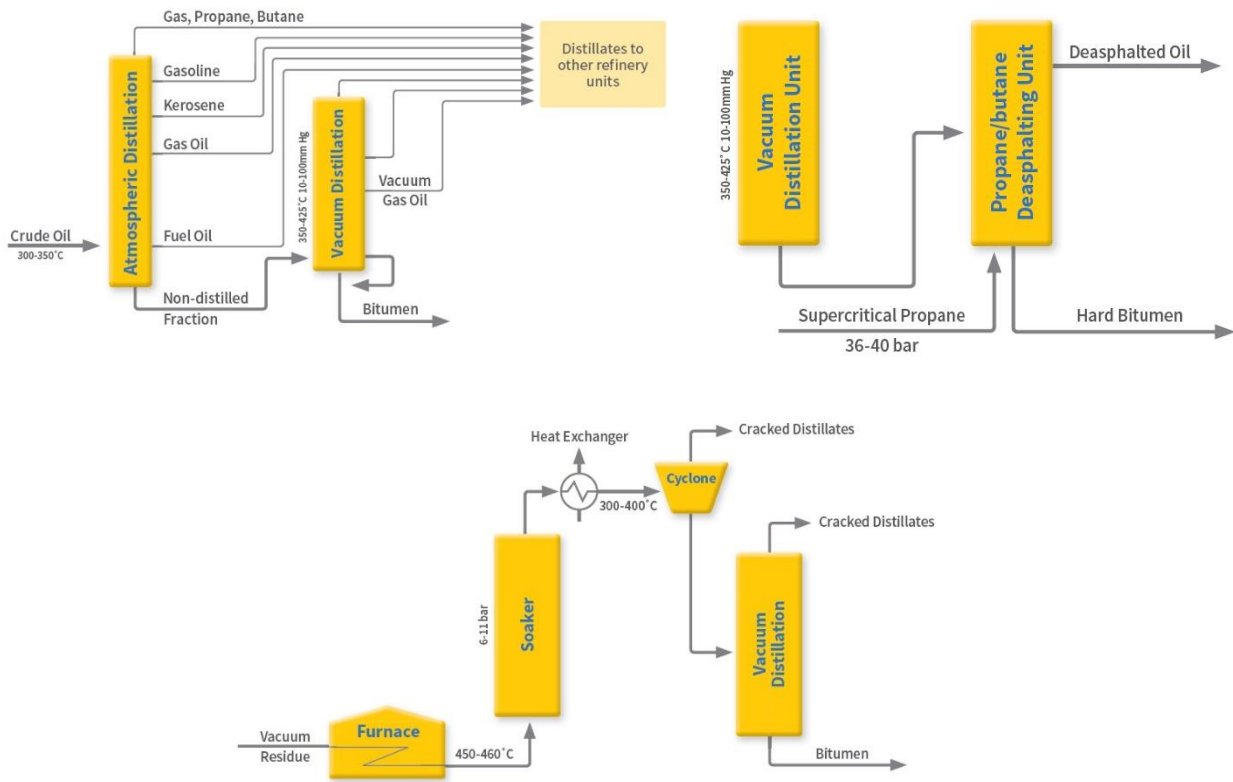 Gas, Propane, Butane
Gasoline
Kerosene
Gas Oil
Crude Oil
300-350°C
Fuel Oil
Non-distilled
Fraction
Atmospheric Distillation
350-425°C 10-100mm Hg
Vacuum Distillation
Vacuum
Gas Oil
Bitumen
Distillates to
other refinery
units
350-425°C 10-100mm Hg
Vacuum
Distillation Unit
Propane/butane
Deasphalting Unit
Deasphalted Oil
Supercritical Propane
36-40 bar
Hard Bitumen
Vacuum
Residue
Furnace
450-460°C
6-11 bar
Soaker
Heat Exchanger
300-400°C
Cyclone
Cracked Distillates
Cracked Distillates
Vacuum
Distillation
Bitumen